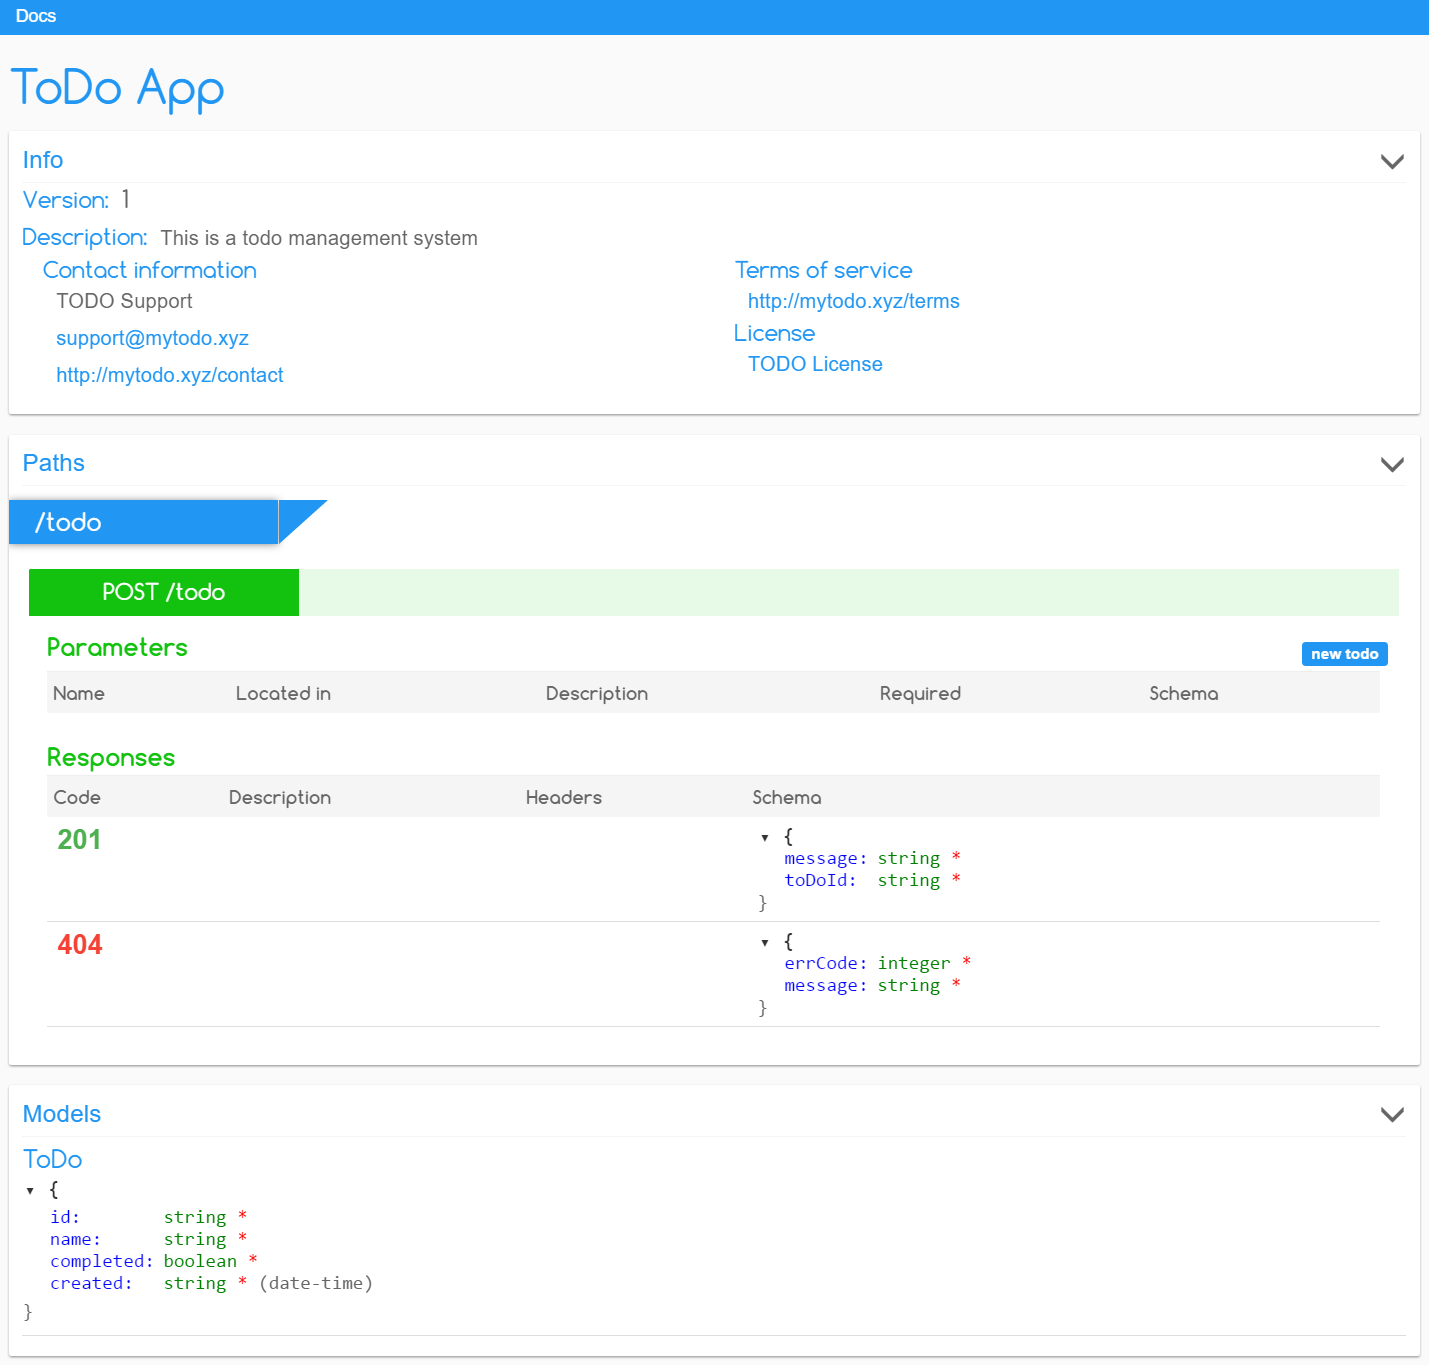 Docs
ToDo App
Info
Version: 1
Description: This is a todo management system
Contact information
TODO Support
support@mytodo.xyz
http://mytodo.xyz/contact
Terms of service
http://mytodo.xyz/terms
License
TODO License
Paths
/todo
POST /todo
Parameters
new todo
Name Located in Description Required Schema
Responses
Code Description Headers Schema
201
▾ {
message: string *
toDoId: string *
}
404
▾ {
errCode: integer *
message: string *
}
Models
ToDo
▾ {
id: string *
name: string *
completed: boolean *
created: string * (date-time)
}